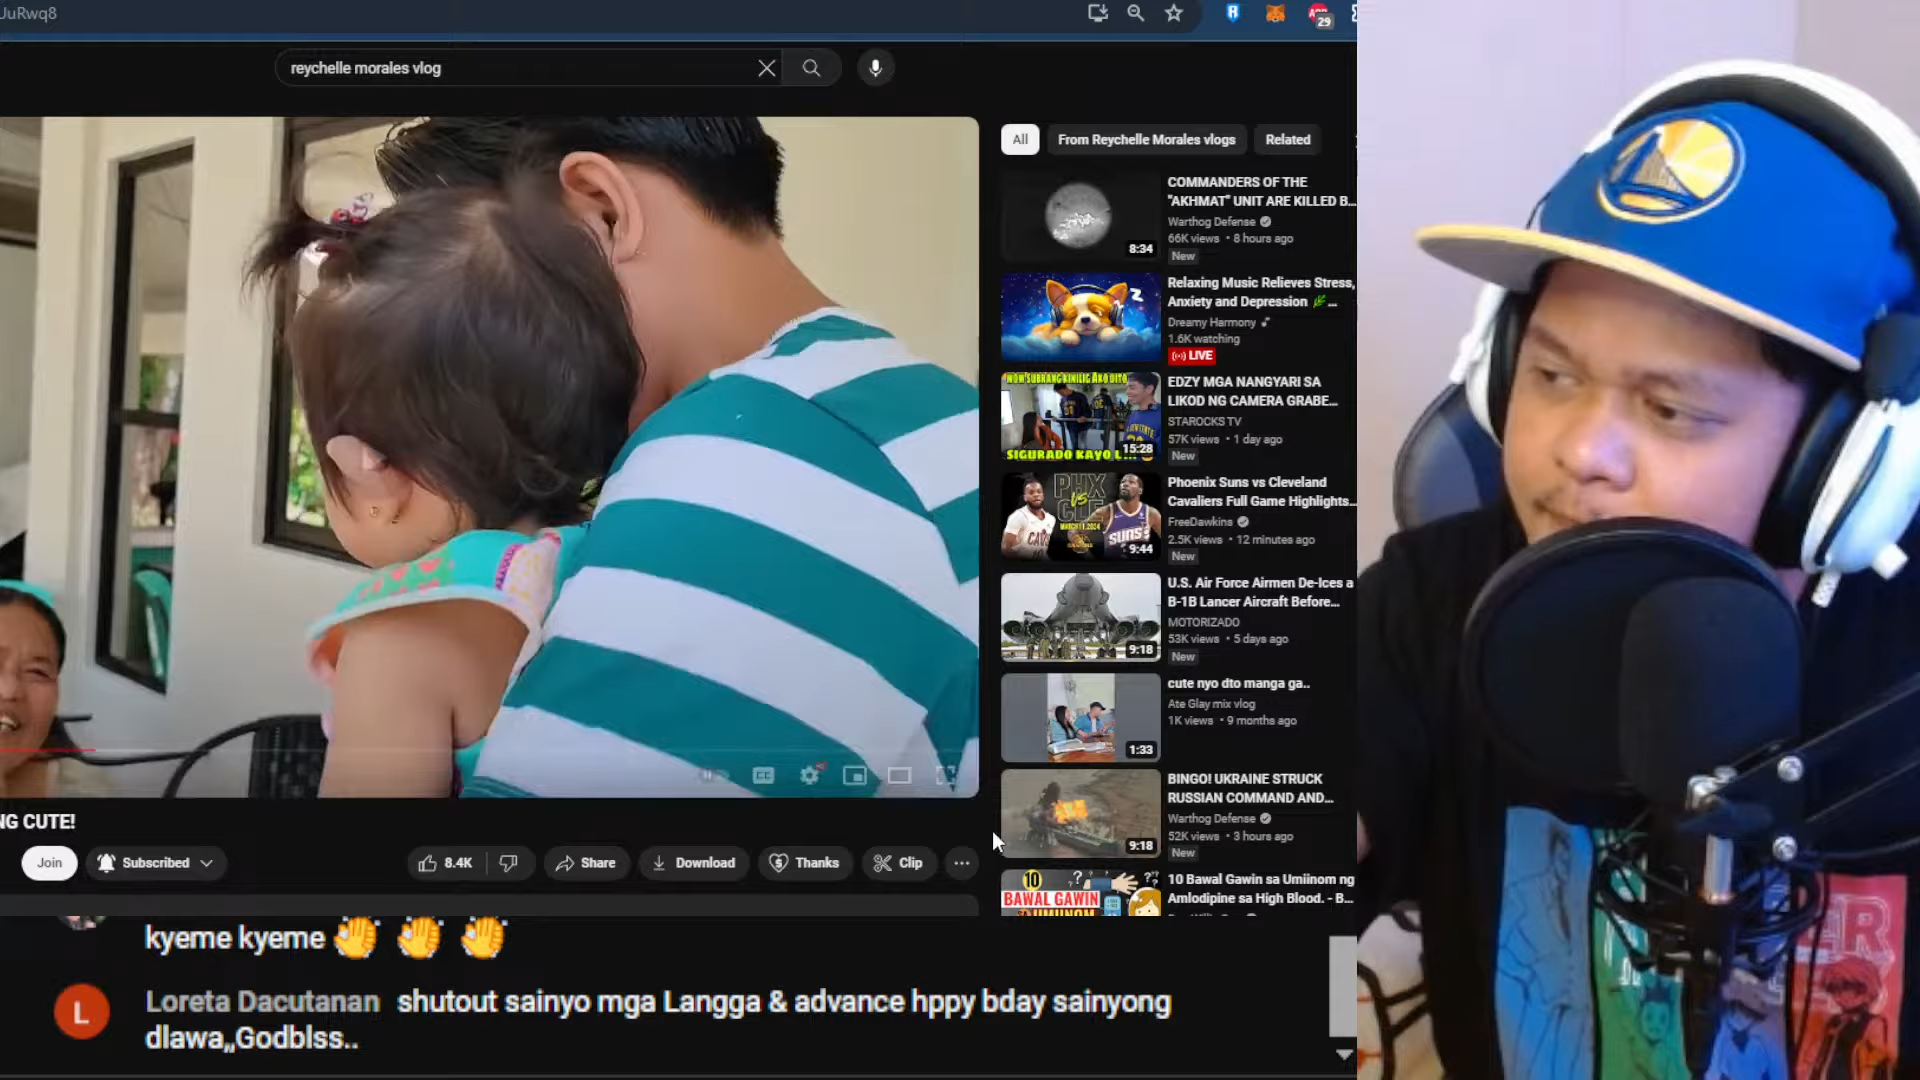 JuRwq8
29
reychelle morales vlog
All
From Reychelle Morales vlogs
Related
COMMANDERS OF THE
"AKHMAT" UNIT ARE KILLED B...
Warthog Defense
66K views • 8 hours ago
New
8:34
Relaxing Music Relieves Stress,
Anxiety and Depression 🌿 ...
Dreamy Harmony
1.6K watching
LIVE
EDZY MGA NANGYARI SA
LIKOD NG CAMERA GRABE...
STAROCKS TV
57K views • 1 day ago
New
SIGURADO KAYO
15:28
Phoenix Suns vs Cleveland
Cavaliers Full Game Highlights...
FreeDawkins
2.5K views • 12 minutes ago
New
PHX
vs
CLE
SUNS
9:44
U.S. Air Force Airmen De-Ices a
B-1B Lancer Aircraft Before...
MOTORIZADO
53K views • 5 days ago
New
9:18
cute nyo dto manga ga..
Ate Glay mix vlog
1K views • 9 months ago
1:33
BINGO! UKRAINE STRUCK
RUSSIAN COMMAND AND...
Warthog Defense
52K views • 3 hours ago
New
9:18
10 Bawal Gawin sa Umiinom ng
Amlodipine sa High Blood. - B...
10
BAWAL GAWIN
CC
NG CUTE!
Join
Subscribed
8.4K
Share
Download
Thanks
Clip
kyeme kyeme 👏 👏 👏
L
Loreta Dacutanan shutout sainyo mga Langga & advance hppy bday sainyong
dlawa,,Godblss..